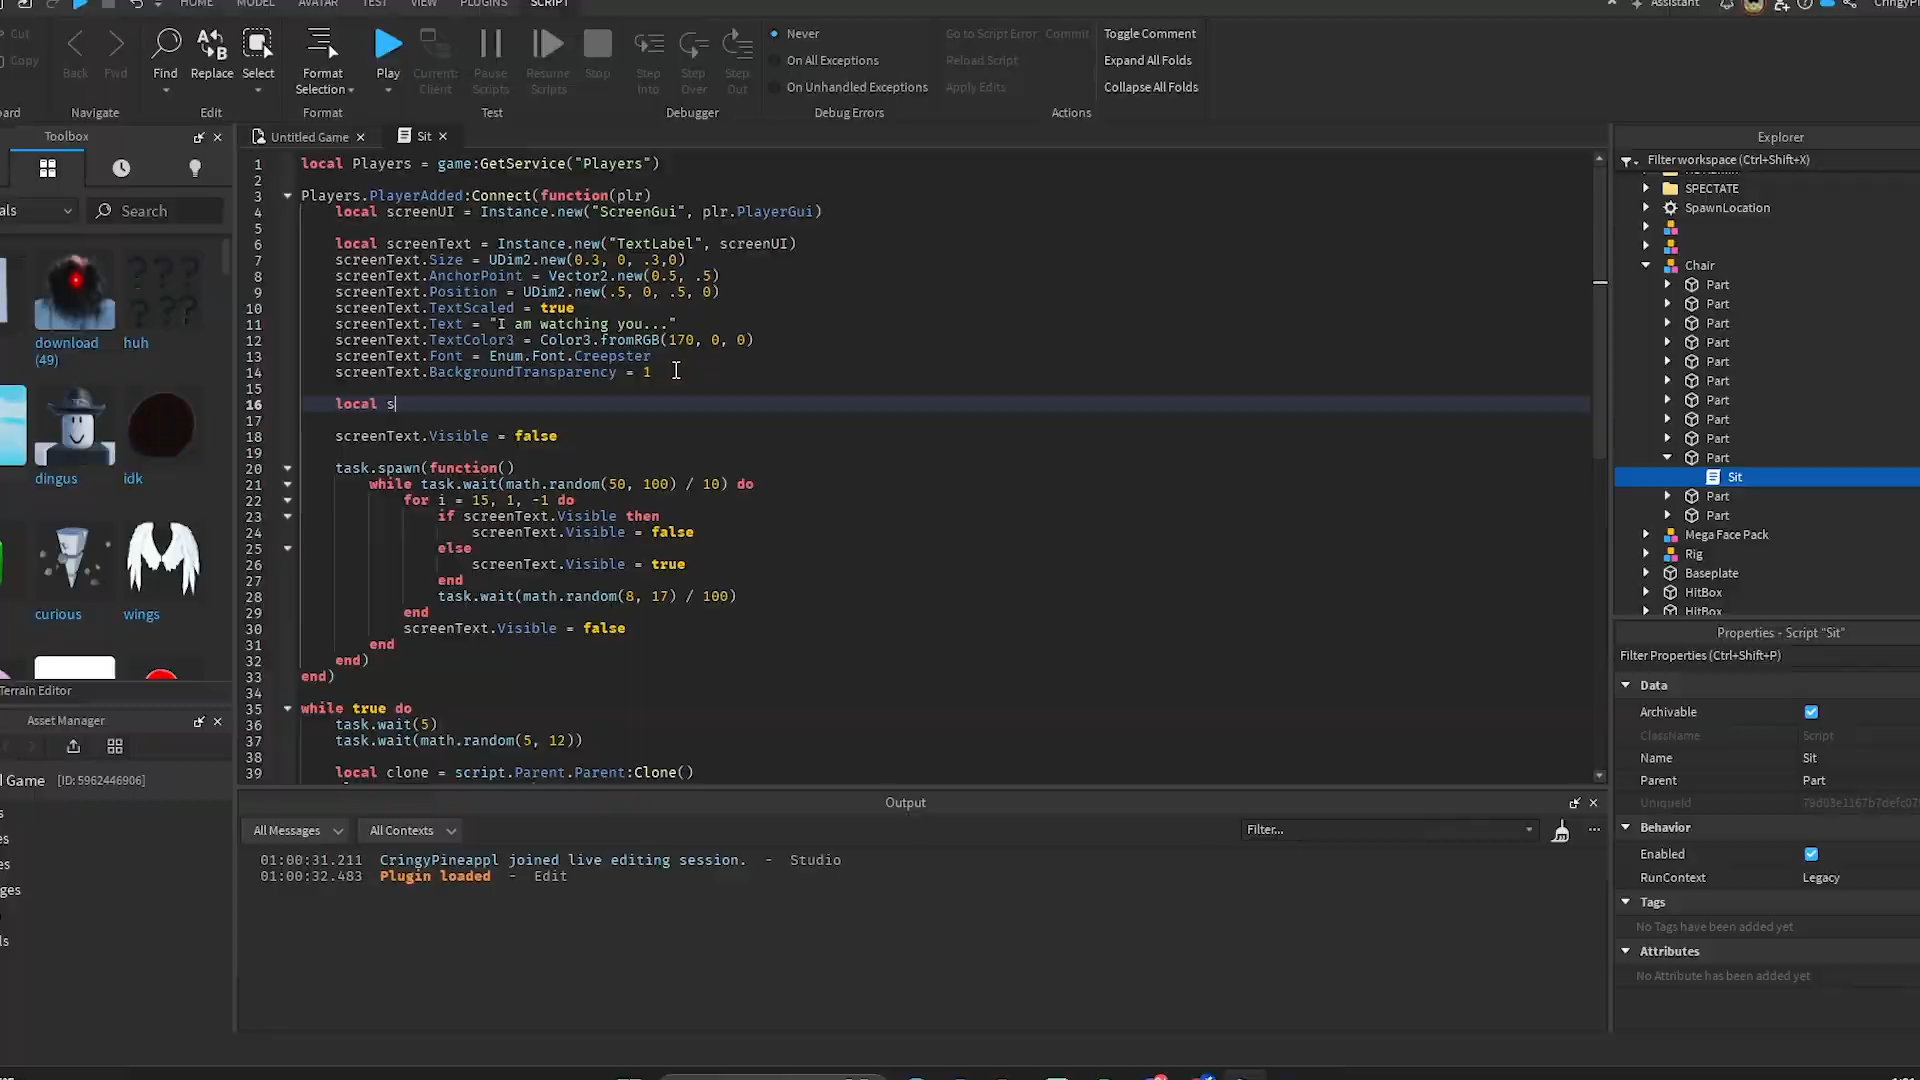 HOME MODEL AVATAR TEST VIEW PLUGINS SCRIPT
Assistant
Cut
Copy
Back Fwd
Navigate
Find Replace Select
Edit
Format
Selection
Format
Play
Current:
Client
Pause
Scripts
Resume
Scripts
Stop
Test
Step
Into
Step
Over
Step
Out
Debugger
Never
On All Exceptions
On Unhandled Exceptions
Debug Errors
Go to Script Error Commit
Reload Script
Apply Edits
Toggle Comment
Expand All Folds
Collapse All Folds
Actions
Toolbox
Search
download
(49)
huh
dingus
idk
curious
wings
Terrain Editor
Asset Manager
Game [ID: 5962446906]
Untitled Game
Sit
1 local Players = game:GetService("Players")
2
3 Players.PlayerAdded:Connect(function(plr)
4 local screenUI = Instance.new("ScreenGui", plr.PlayerGui)
5
6 local screenText = Instance.new("TextLabel", screenUI)
7 screenText.Size = UDim2.new(0.3, 0, .3,0)
8 screenText.AnchorPoint = Vector2.new(0.5, .5)
9 screenText.Position = UDim2.new(.5, 0, .5, 0)
10 screenText.TextScaled = true
11 screenText.Text = "I am watching you..."
12 screenText.TextColor3 = Color3.fromRGB(170, 0, 0)
13 screenText.Font = Enum.Font.Creepster
14 screenText.BackgroundTransparency = 1
15
16 local s
17
18 screenText.Visible = false
19
20 task.spawn(function()
21 while task.wait(math.random(50, 100) / 10) do
22 for i = 15, 1, -1 do
23 if screenText.Visible then
24 screenText.Visible = false
25 else
26 screenText.Visible = true
27 end
28 task.wait(math.random(8, 17) / 100)
29 end
30 screenText.Visible = false
31 end
32 end)
33 end)
34
35 while true do
36 task.wait(5)
37 task.wait(math.random(5, 12))
38
39 local clone = script.Parent.Parent:Clone()
Output
All Messages All Contexts Filter...
01:00:31.211 CringyPineappl joined live editing session. - Studio
01:00:32.483 Plugin loaded - Edit
Explorer
Filter workspace (Ctrl+Shift+X)
SPECTATE
SpawnLocation
Chair
Part
Part
Part
Part
Part
Part
Part
Part
Part
Part
Sit
Part
Part
Mega Face Pack
Rig
Baseplate
HitBox
HitBox
Properties - Script "Sit"
Filter Properties (Ctrl+Shift+P)
Data
Archivable
ClassName Script
Name Sit
Parent Part
UniqueId
Behavior
Enabled
RunContext Legacy
Tags
No Tags have been added yet
Attributes
No Attribute has been added yet